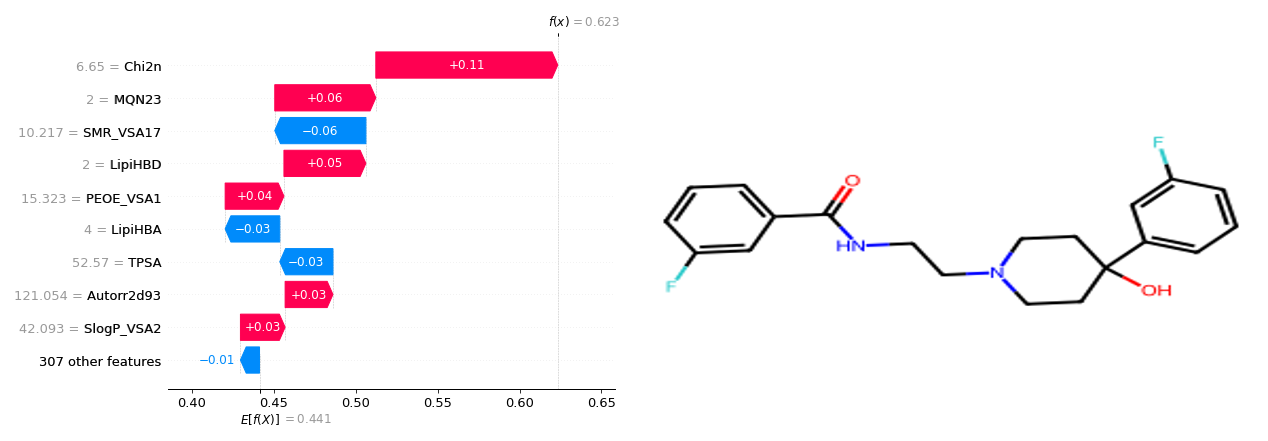 f(x) = 0.623
6.65 = Chi2n
+0.11
2 = MQN23
+0.06
10.217 = SMR_VSA17
−0.06
2 = LipiHBD
+0.05
15.323 = PEOE_VSA1
+0.04
4 = LipiHBA
−0.03
52.57 = TPSA
−0.03
121.054 = Autorr2d93
+0.03
42.093 = SlogP_VSA2
+0.03
307 other features
−0.01
0.40 0.45 0.50 0.55 0.60 0.65
E[f(X)] = 0.441
F
O
HN
F
N
F
OH